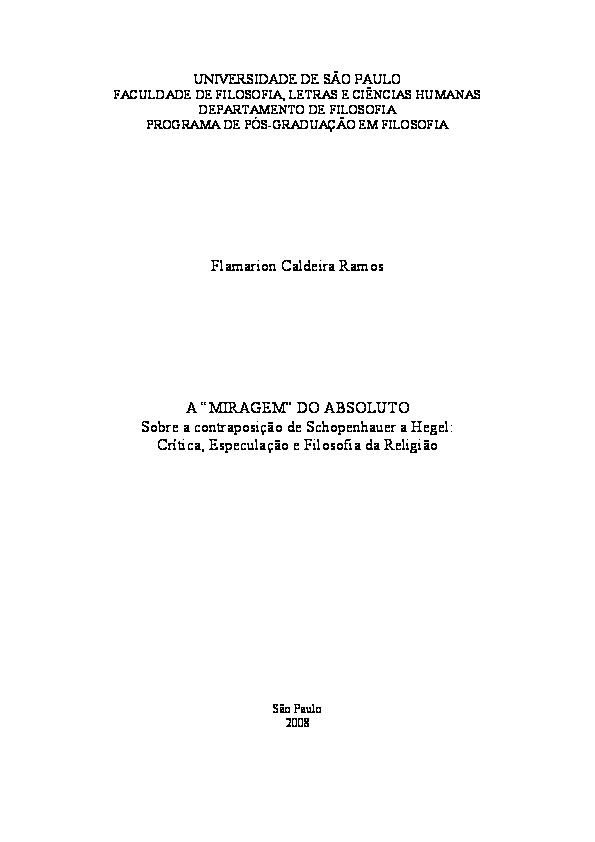 UNIVERSIDADE DE SÃO PAULO
FACULDADE DE FILOSOFIA, LETRAS E CIÊNCIAS HUMANAS
DEPARTAMENTO DE FILOSOFIA
PROGRAMA DE PÓS-GRADUAÇÃO EM FILOSOFIA
Flamarion Caldeira Ramos
A “MIRAGEM” DO ABSOLUTO
Sobre a contraposição de Schopenhauer a Hegel:
Crítica, Especulação e Filosofia da Religião
São Paulo
2008